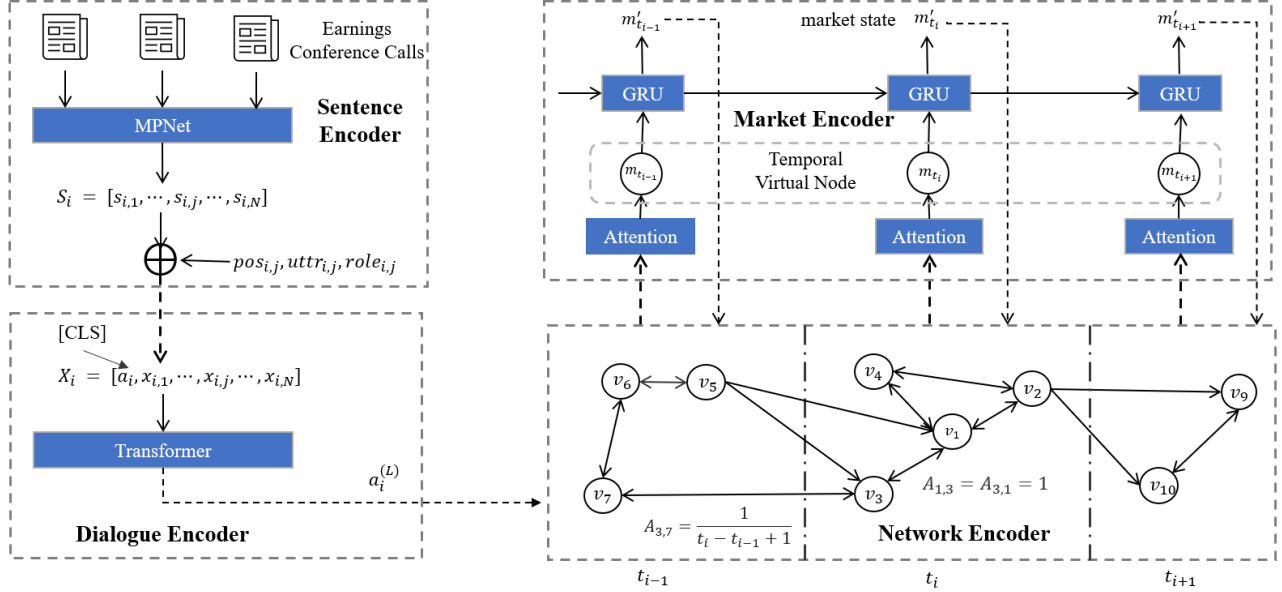 Earnings
Conference Calls
MPNet
Sentence
Encoder
S_i = [s_{i,1}, ⋯, s_{i,j}, ⋯, s_{i,N}]
pos_{i,j}, uttr_{i,j}, role_{i,j}
[CLS]
X_i = [a_i, x_{i,1}, ⋯, x_{i,j}, ⋯, x_{i,N}]
Transformer
a_i^{(L)}
Dialogue Encoder
m'_{t_{i-1}}
market state m'_{t_i}
m'_{t_{i+1}}
GRU
GRU
GRU
Market Encoder
Temporal
Virtual Node
m_{t_{i-1}}
m_{t_i}
m_{t_{i+1}}
Attention
Attention
Attention
v_6
v_5
v_4
v_2
v_9
v_1
v_7
v_3
v_{10}
A_{1,3} = A_{3,1} = 1
A_{3,7} = \frac{1}{t_i − t_{i−1} + 1}
Network Encoder
t_{i−1}
t_i
t_{i+1}